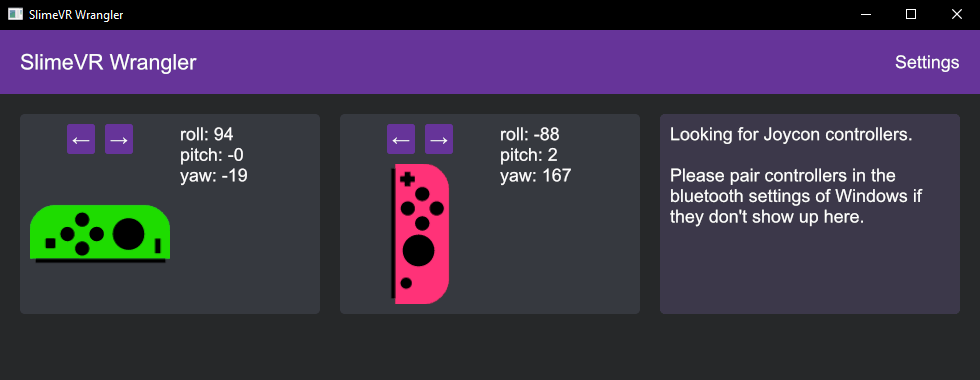 SlimeVR Wrangler
SlimeVR Wrangler
Settings
← →
roll: 94
pitch: -0
yaw: -19
← →
roll: -88
pitch: 2
yaw: 167
Looking for Joycon controllers.
Please pair controllers in the
bluetooth settings of Windows if
they don't show up here.